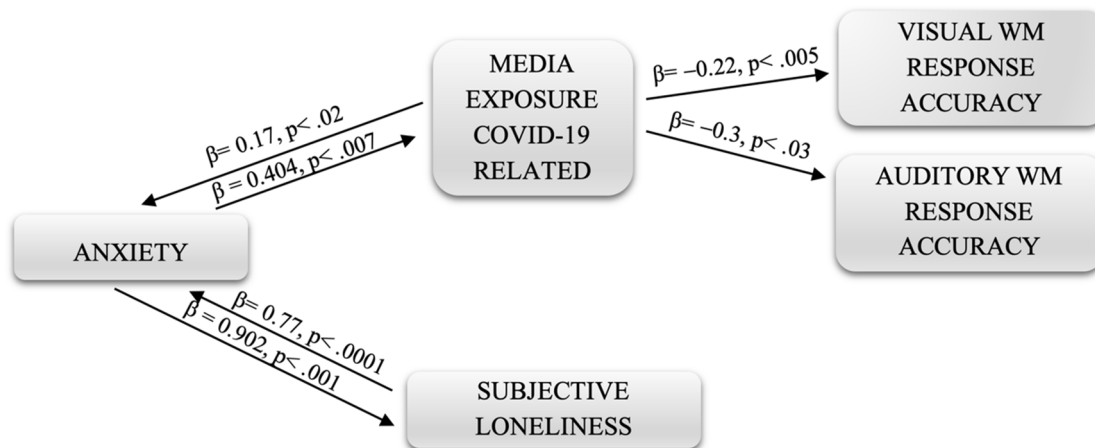 MEDIA
EXPOSURE
COVID-19
RELATED
VISUAL WM
RESPONSE
ACCURACY
β= –0.22, p< .005
β= –0.3, p< .03
AUDITORY WM
RESPONSE
ACCURACY
β= 0.17, p< .02
β = 0.404, p< .007
ANXIETY
β= 0.77, p< .0001
β = 0.902, p< .001
SUBJECTIVE
LONELINESS